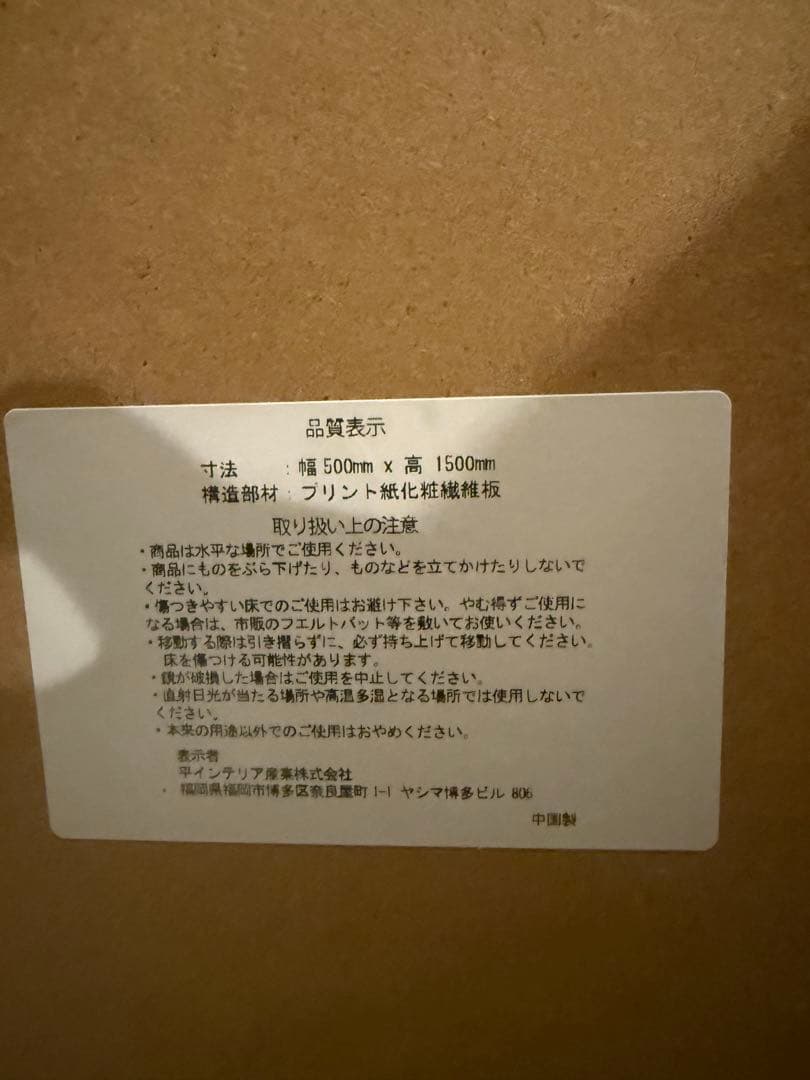 品質表示
寸法　　：幅 500mm x 高 1500mm
構造部材：プリント紙化粧繊維板
取り扱い上の注意
・商品は水平な場所でご使用ください。
・商品にものをぶら下げたり、ものなどを立てかけたりしないで
ください。
・傷つきやすい床でのご使用はお避け下さい。やむ得ずご使用に
なる場合は、市販のフエルトパット等を敷いてお使いください。
・移動する際は引き摺らずに、必ず持ち上げて移動してください。
床を傷つける可能性があります。
・鏡が破損した場合はご使用を中止してください。
・直射日光が当たる場所や高温多湿となる場所では使用しないで
ください。
・本来の用途以外でのご使用はおやめください。
表示者
平インテリア産業株式会社
福岡県福岡市博多区奈良屋町 1-1 ヤシマ博多ビル 806
中国製